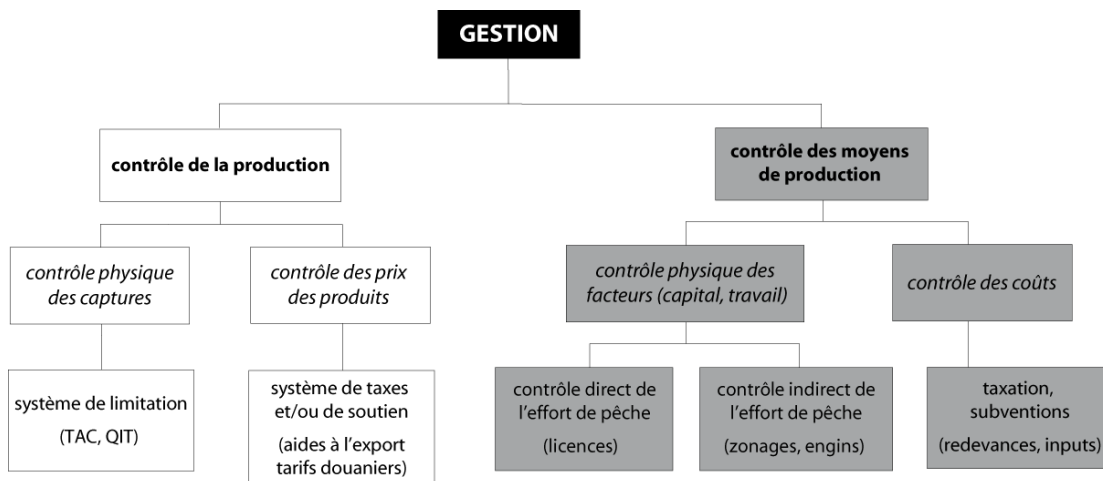 GESTION
contrôle de la production
contrôle des moyens
de production
contrôle physique
des captures
contrôle des prix
des produits
contrôle physique des
facteurs (capital, travail)
contrôle des coûts
système de limitation
(TAC, QIT)
système de taxes
et/ou de soutien
(aides à l'export
tarifs douaniers)
contrôle direct de
l'effort de pêche
(licences)
contrôle indirect de
l'effort de pêche
(zonages, engins)
taxation,
subventions
(redevances, inputs)